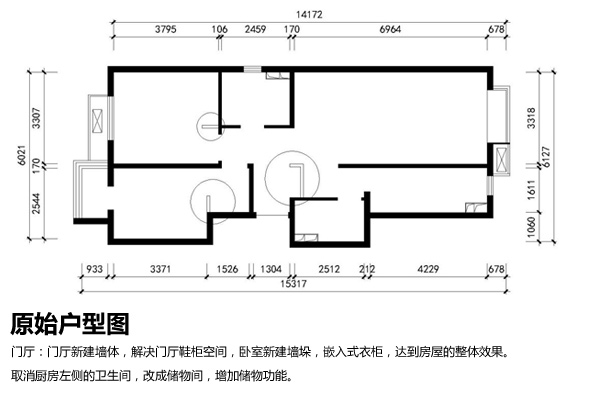 14172
3795 106 2459 170 6964 678
6021
3307
170
2544
3318
6127
1611
1060
933 3371 1526 1304 2512 212 4229 678
15317
原始户型图
门厅：门厅新建墙体，解决门厅鞋柜空间，卧室新建墙垛，嵌入式衣柜，达到房屋的整体效果。
取消厨房左侧的卫生间，改成储物间，增加储物功能。